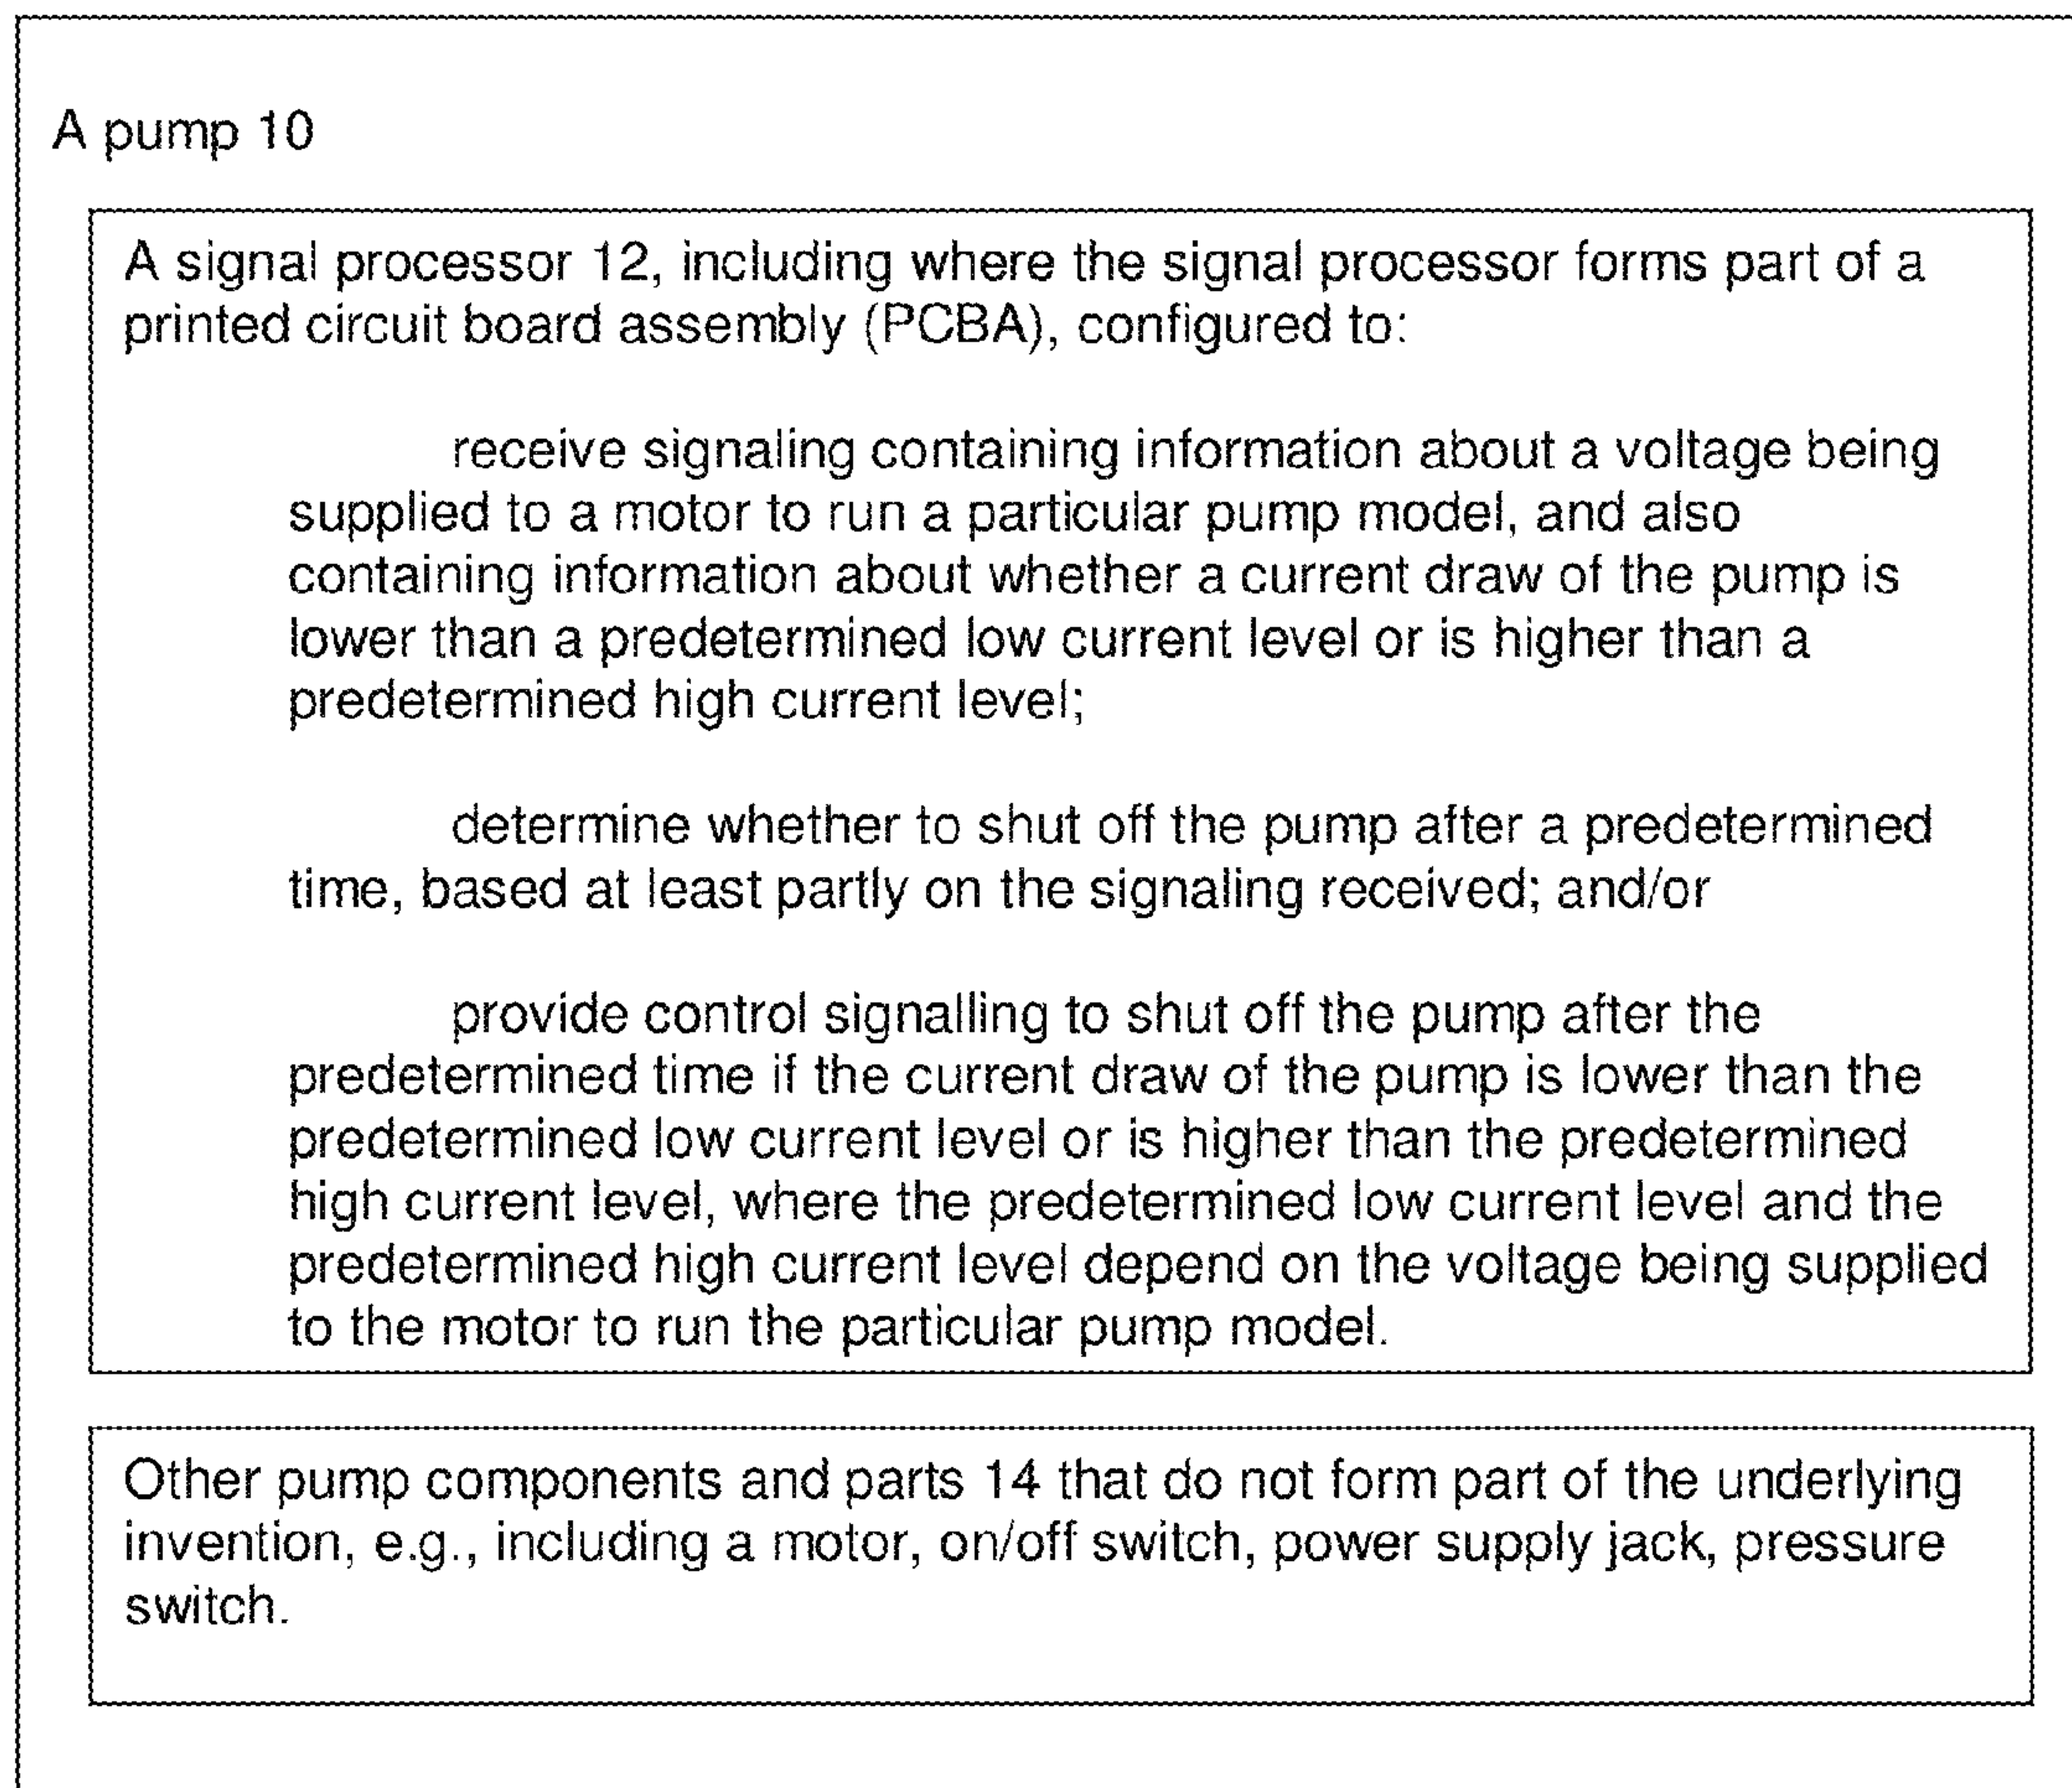 A pump 10
A signal processor 12, including where the signal processor forms part of a
printed circuit board assembly (PCBA), configured to:
receive signaling containing information about a voltage being
supplied to a motor to run a particular pump model, and also
containing information about whether a current draw of the pump is
lower than a predetermined low current level or is higher than a
predetermined high current level;
determine whether to shut off the pump after a predetermined
time, based at least partly on the signaling received; and/or
provide control signalling to shut off the pump after the
predetermined time if the current draw of the pump is lower than the
predetermined low current level or is higher than the predetermined
high current level, where the predetermined low current level and the
predetermined high current level depend on the voltage being supplied
to the motor to run the particular pump model.
Other pump components and parts 14 that do not form part of the underlying
invention, e.g., including a motor, on/off switch, power supply jack, pressure
switch.